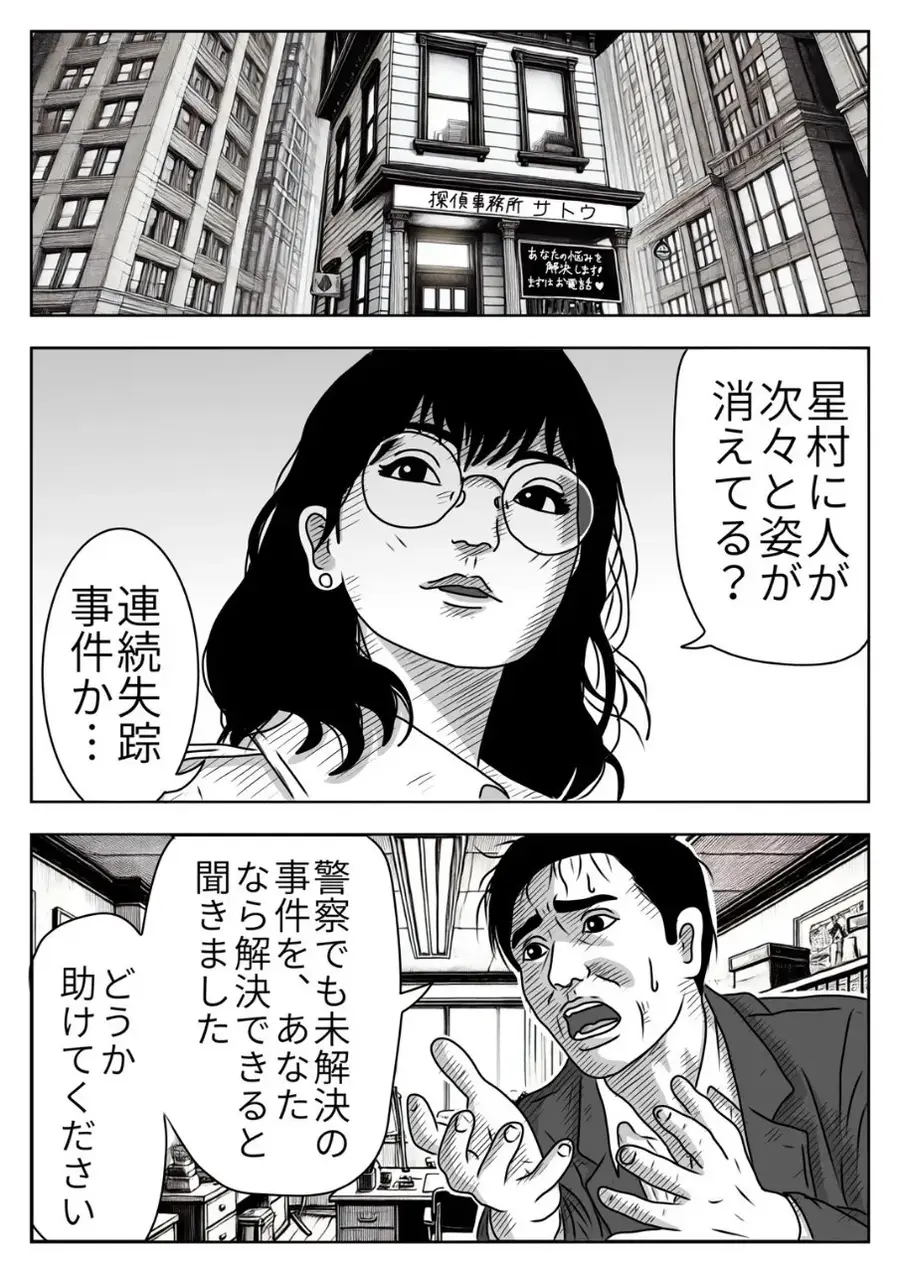 探偵事務所 サトウ
あなたの悩みを
解決します!
まずはお電話♥
星村に人が
次々と姿が
消えてる?
連続失踪
事件か…
警察でも未解決の
事件を、あなた
なら解決できると
聞きました
どうか
助けてください